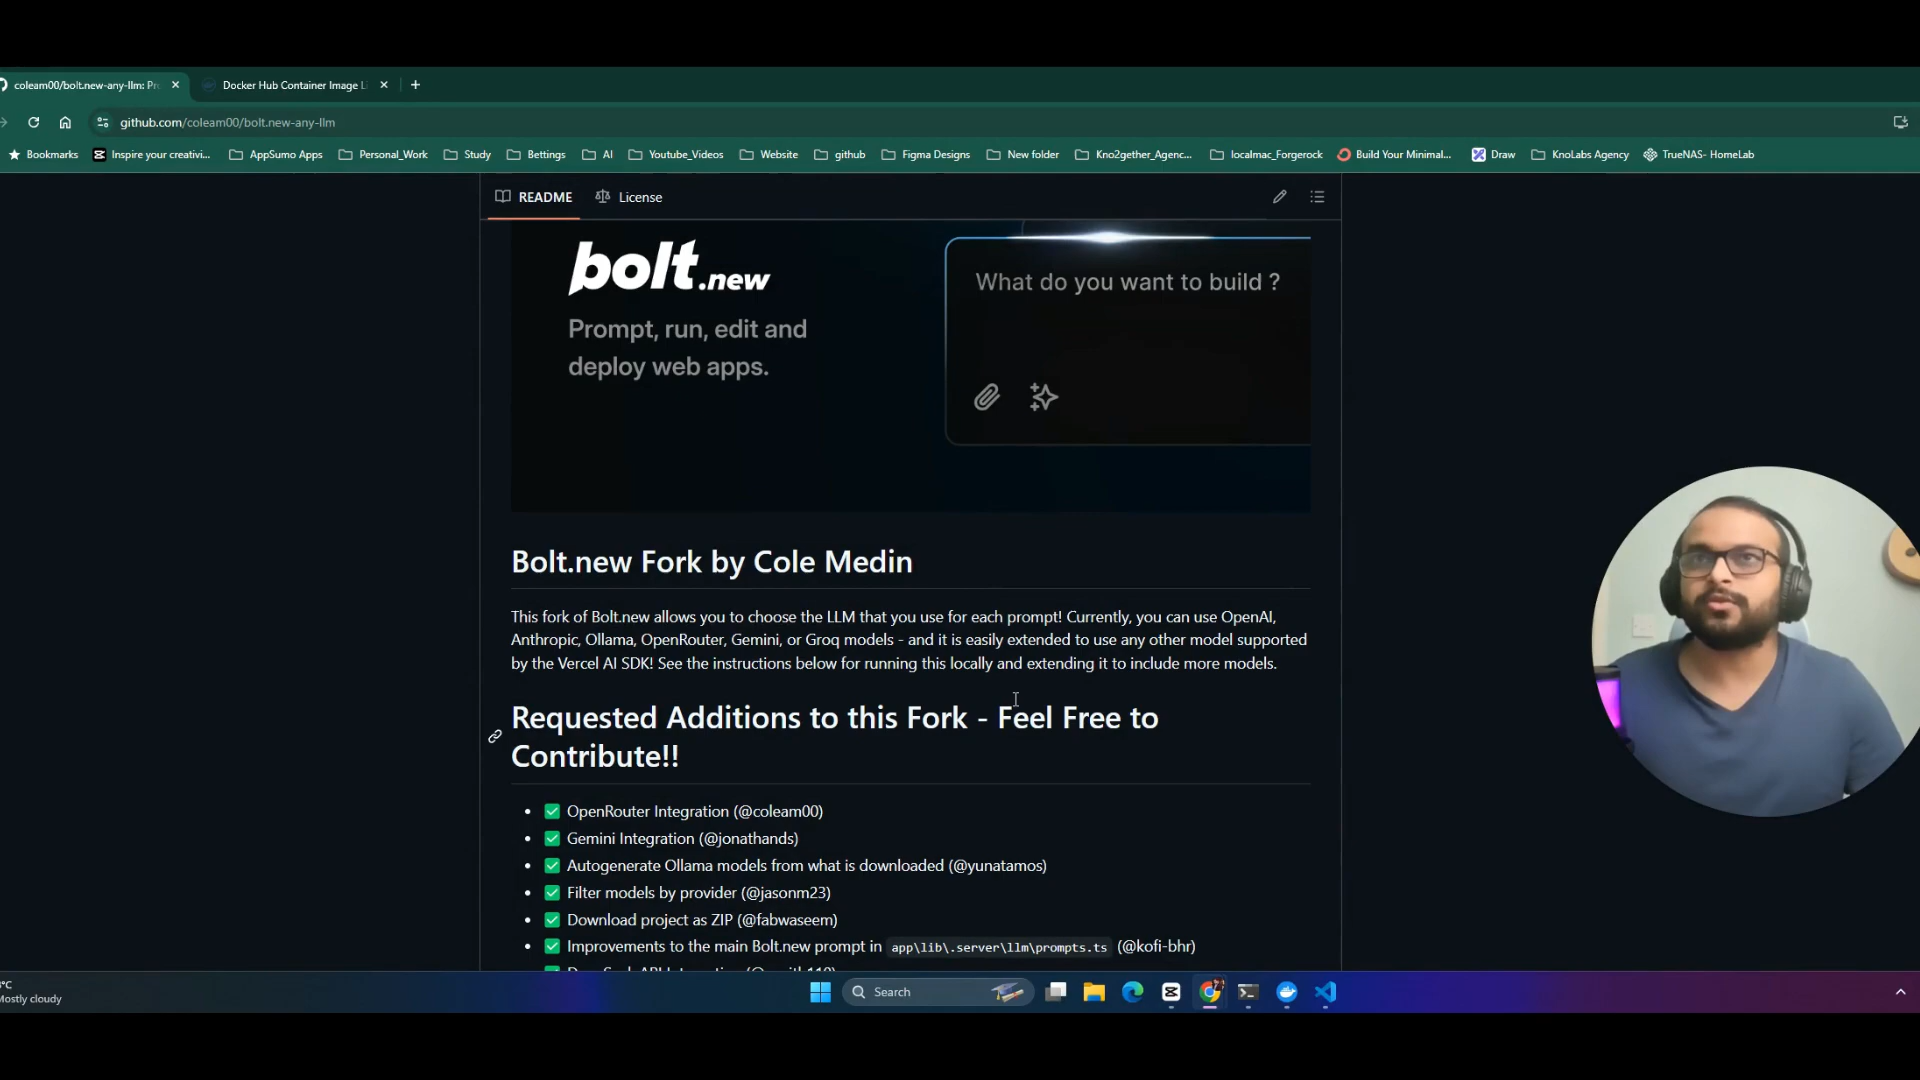 coleam00/bolt.new-any-llm: Pr
Docker Hub Container Image Li
github.com/coleam00/bolt.new-any-llm
Bookmarks
Inspire your creativi...
AppSumo Apps
Personal_Work
Study
Bettings
AI
Youtube_Videos
Website
github
Figma Designs
New folder
Kno2gether_Agenc...
localmac_Forgerock
Build Your Minimal...
Draw
KnoLabs Agency
TrueNAS- HomeLab
README
License
bolt.new
Prompt, run, edit and
deploy web apps.
What do you want to build ?
Bolt.new Fork by Cole Medin
This fork of Bolt.new allows you to choose the LLM that you use for each prompt! Currently, you can use OpenAI,
Anthropic, Ollama, OpenRouter, Gemini, or Groq models - and it is easily extended to use any other model supported
by the Vercel AI SDK! See the instructions below for running this locally and extending it to include more models.
Requested Additions to this Fork - Feel Free to
Contribute!!
OpenRouter Integration (@coleam00)
Gemini Integration (@jonathands)
Autogenerate Ollama models from what is downloaded (@yunatamos)
Filter models by provider (@jasonm23)
Download project as ZIP (@fabwaseem)
Improvements to the main Bolt.new prompt in app\lib\.server\llm\prompts.ts (@kofi-bhr)
°C
Mostly cloudy
Search